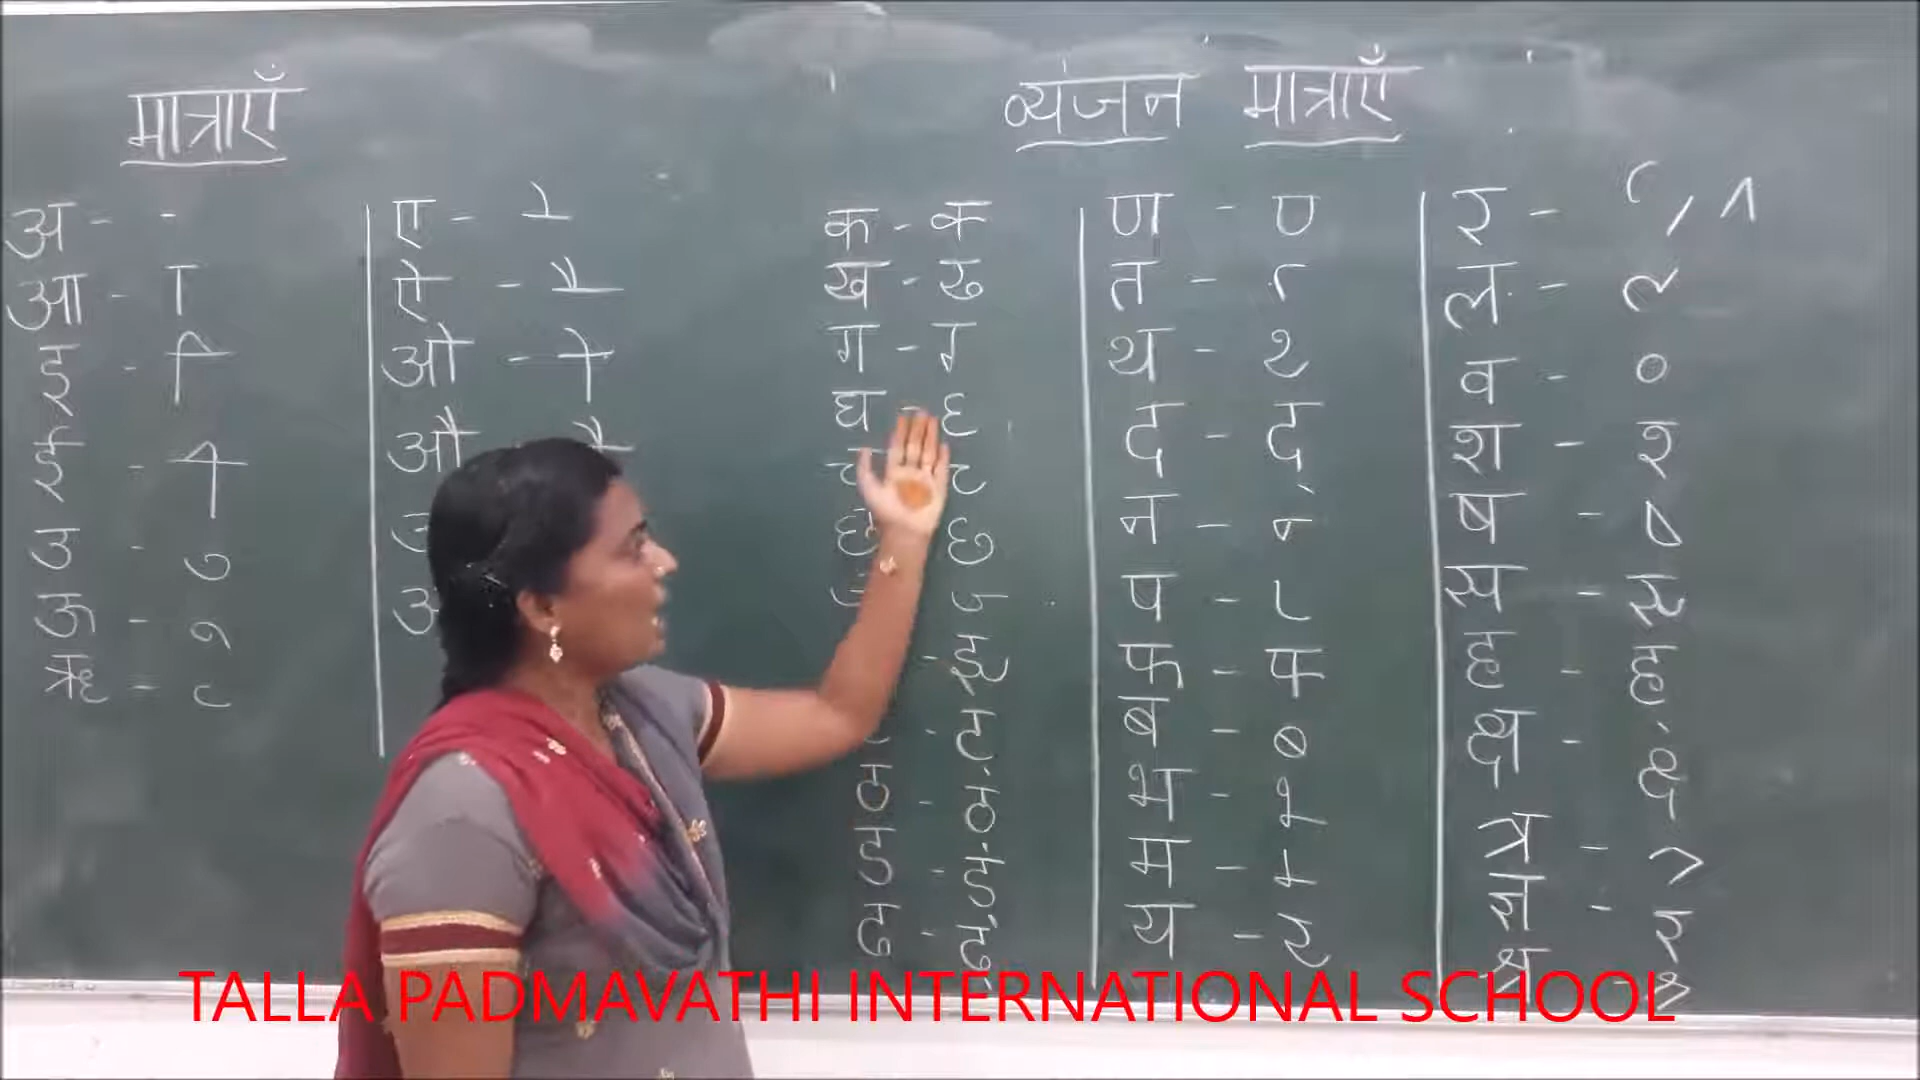 मात्राएँ
व्यंजन मात्राएँ
अ - -
आ - ा
इ - ि
ई - ी
उ - ु
ऊ - ू
ऋ - ृ
ए - े
ऐ - ै
ओ - ो
औ - ौ
क - क्
ख - ख्
ग - ग्
घ - घ्
च
छ
झ
ट
ठ
ड
ढ
ण - ण्
त - त्
थ - थ्
द - द्
न - न्
प - प्
फ - फ्
ब - ब्
भ - भ्
म - म्
य - य्
र - र्
ल - ल्
व - व्
श - श्
ष - ष्
स - स्
ह - ह्
क्ष - क्ष्
त्र - त्र्
ज्ञ - ज्ञ्
श्र
TALLA PADMAVATHI INTERNATIONAL SCHOOL